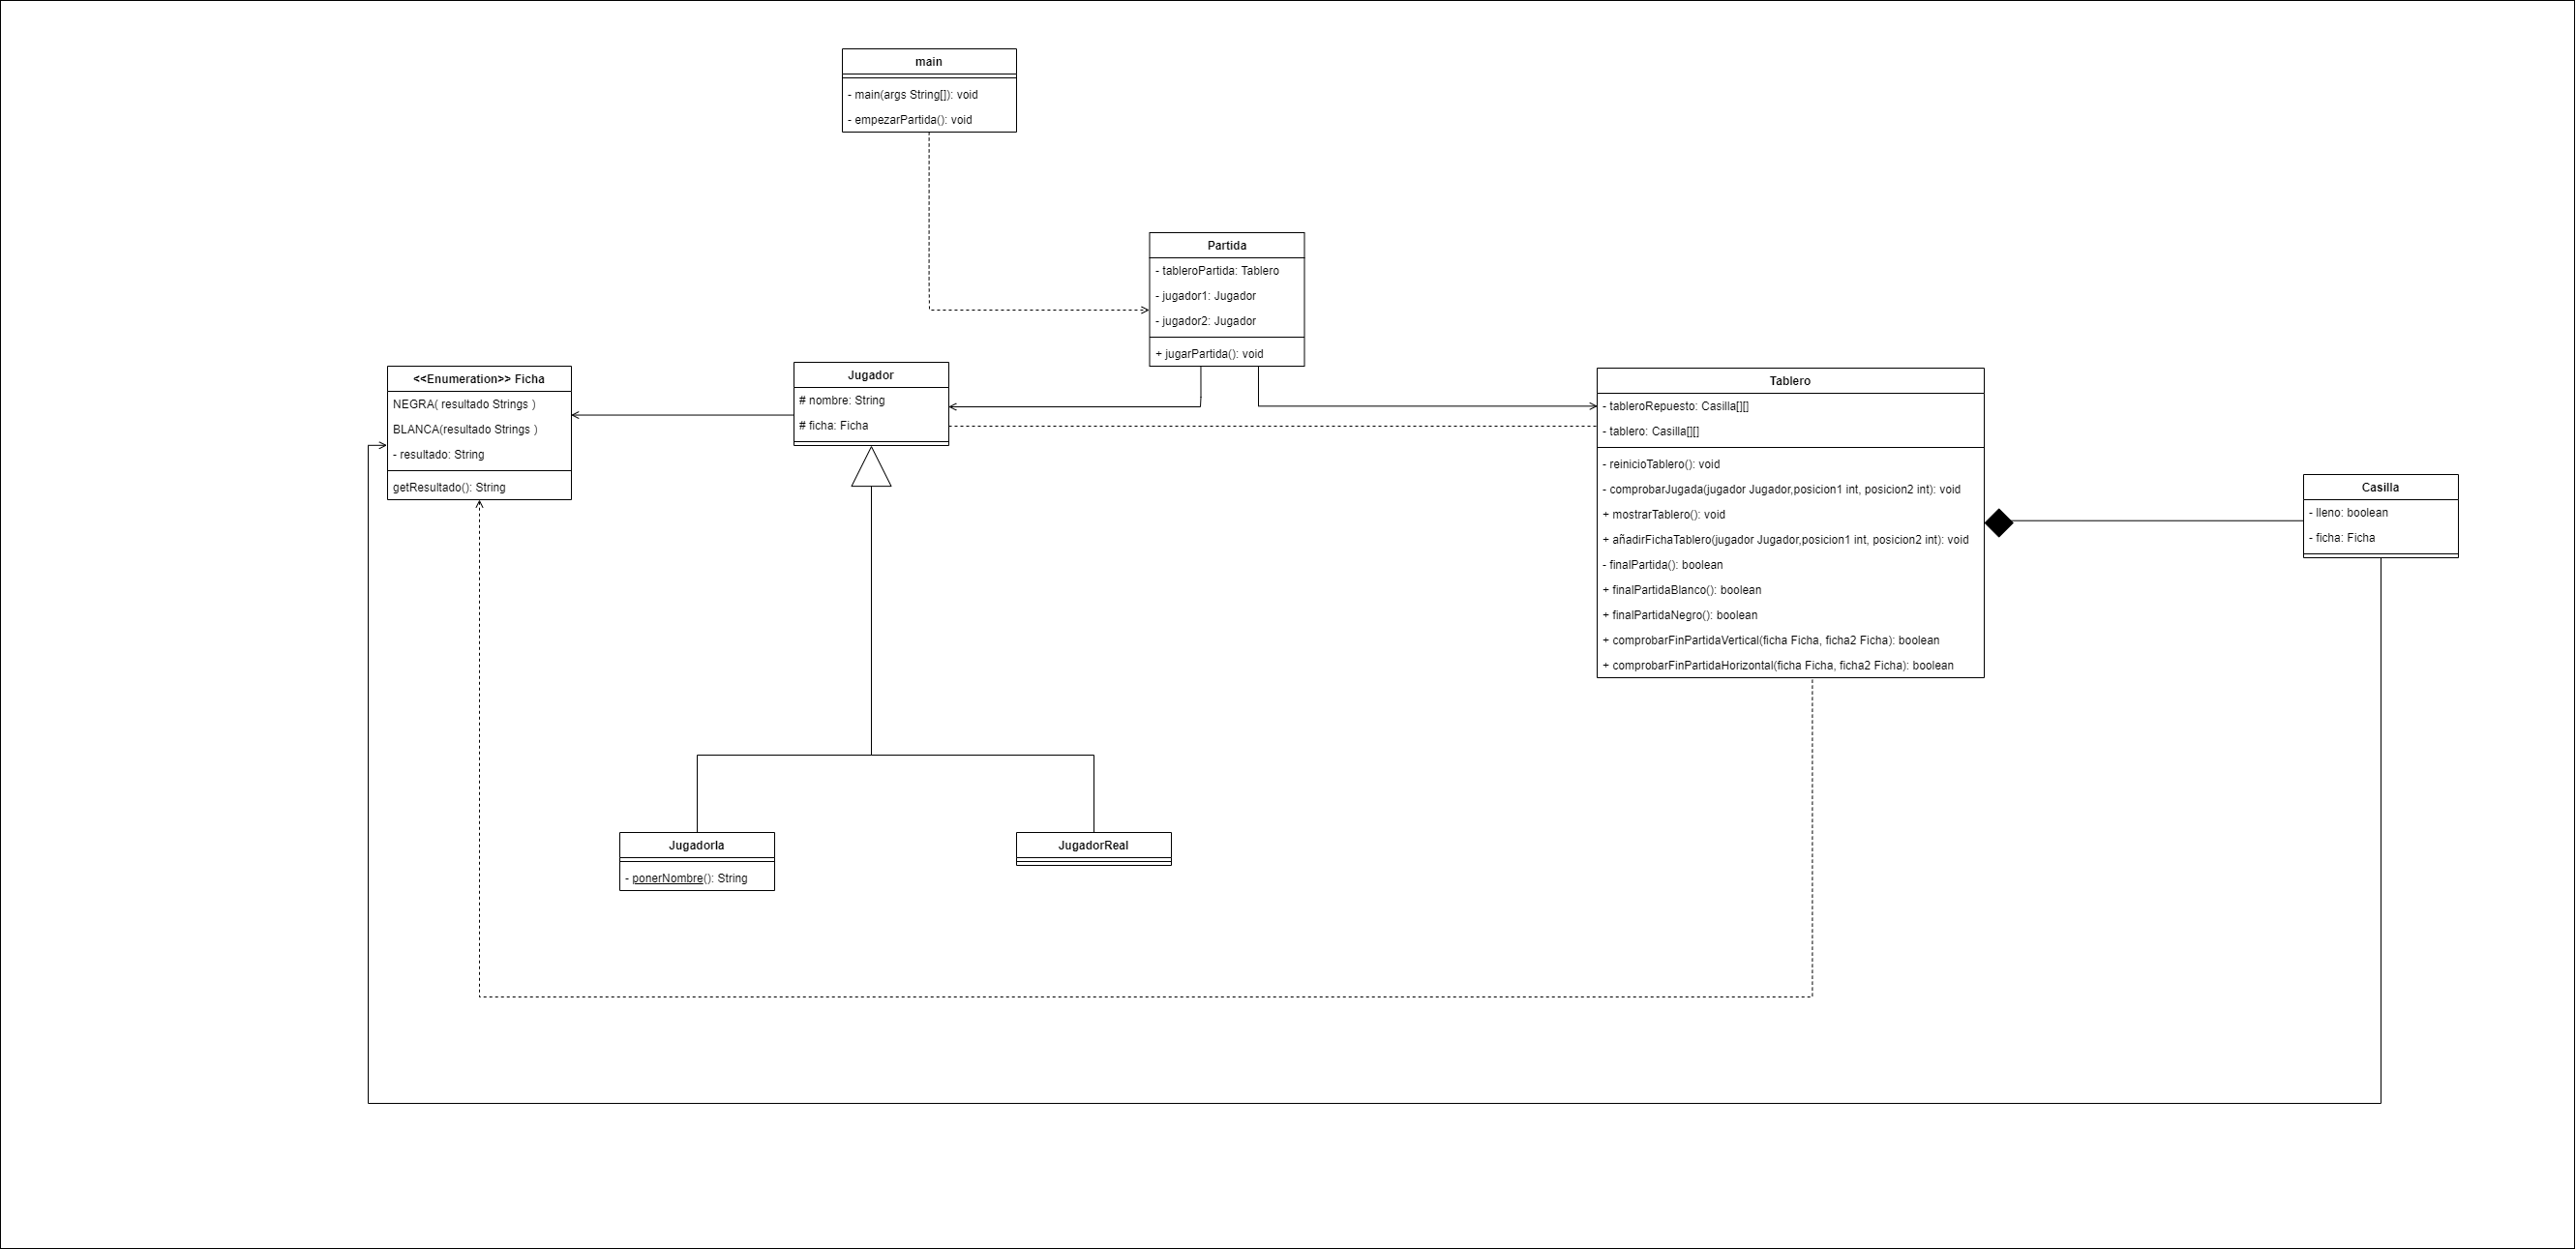 main
- main(args String[]): void
- empezarPartida(): void
Partida
- tableroPartida: Tablero
- jugador1: Jugador
- jugador2: Jugador
+ jugarPartida(): void
<<Enumeration>> Ficha
NEGRA( resultado Strings )
BLANCA(resultado Strings )
- resultado: String
getResultado(): String
Jugador
# nombre: String
# ficha: Ficha
Tablero
- tableroRepuesto: Casilla[][]
- tablero: Casilla[][]
- reinicioTablero(): void
- comprobarJugada(jugador Jugador,posicion1 int, posicion2 int): void
+ mostrarTablero(): void
+ añadirFichaTablero(jugador Jugador,posicion1 int, posicion2 int): void
- finalPartida(): boolean
+ finalPartidaBlanco(): boolean
+ finalPartidaNegro(): boolean
+ comprobarFinPartidaVertical(ficha Ficha, ficha2 Ficha): boolean
+ comprobarFinPartidaHorizontal(ficha Ficha, ficha2 Ficha): boolean
Casilla
- lleno: boolean
- ficha: Ficha
JugadorIa
- ponerNombre(): String
JugadorReal